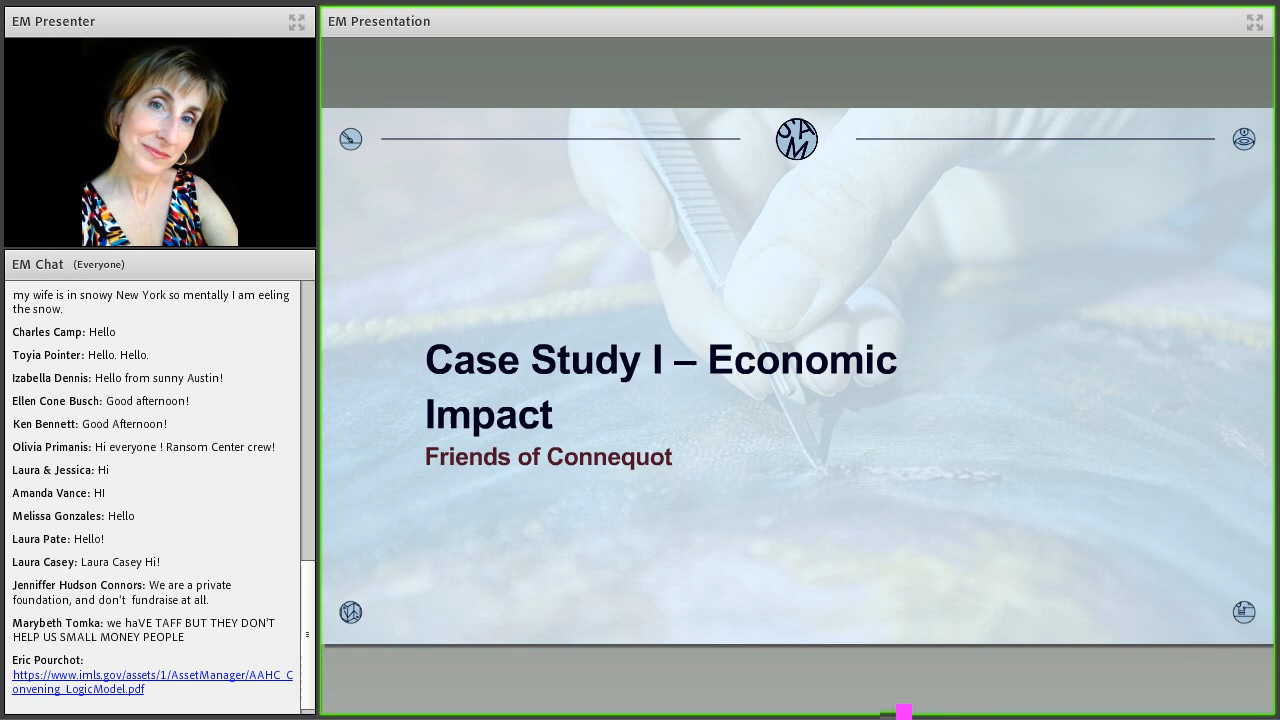 EM Presenter
EM Chat (Everyone)
my wife is in snowy New York so mentally I am eeling
the snow.
Charles Camp: Hello
Toyia Pointer: Hello. Hello.
Izabella Dennis: Hello from sunny Austin!
Ellen Cone Busch: Good afternoon!
Ken Bennett: Good Afternoon!
Olivia Primanis: Hi everyone ! Ransom Center crew!
Laura & Jessica: Hi
Amanda Vance: HI
Melissa Gonzales: Hello
Laura Pate: Hello!
Laura Casey: Laura Casey Hi!
Jenniffer Hudson Connors: We are a private
foundation, and don't fundraise at all.
Marybeth Tomka: we haVE TAFF BUT THEY DON'T
HELP US SMALL MONEY PEOPLE
Eric Pourchot:
https://www.imls.gov/assets/1/AssetManager/AAHC_C
onvening_LogicModel.pdf
EM Presentation
SAM
Case Study I – Economic
Impact
Friends of Connequot